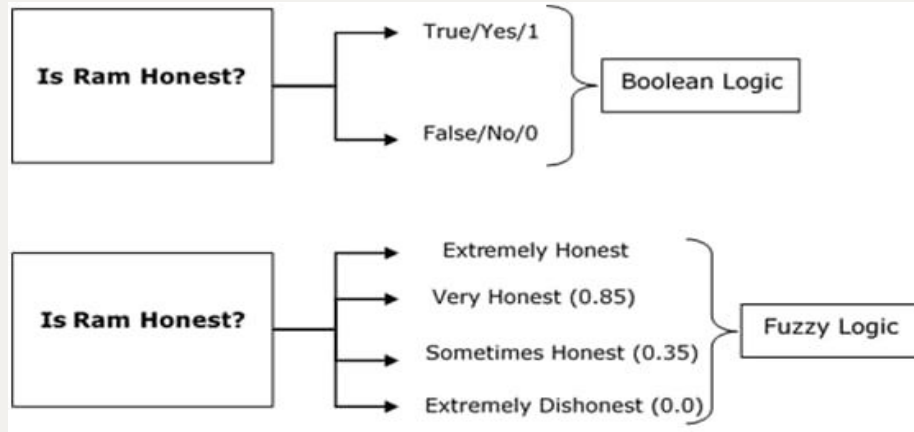 Is Ram Honest?
True/Yes/1
False/No/0
Boolean Logic
Is Ram Honest?
Extremely Honest
Very Honest (0.85)
Sometimes Honest (0.35)
Extremely Dishonest (0.0)
Fuzzy Logic